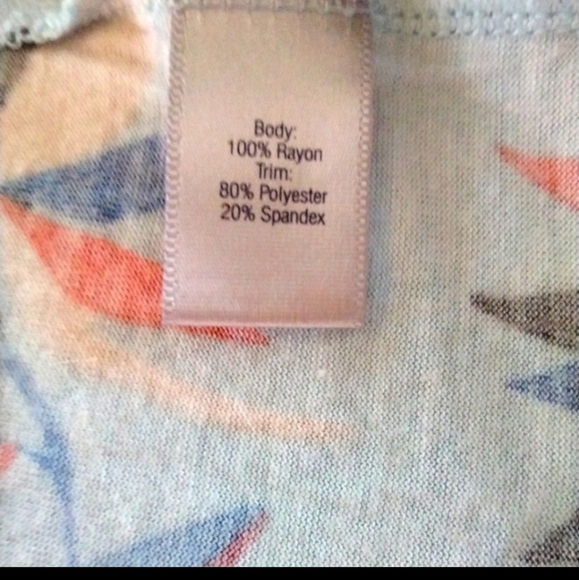 Body:
100% Rayon
Trim:
80% Polyester
20% Spandex